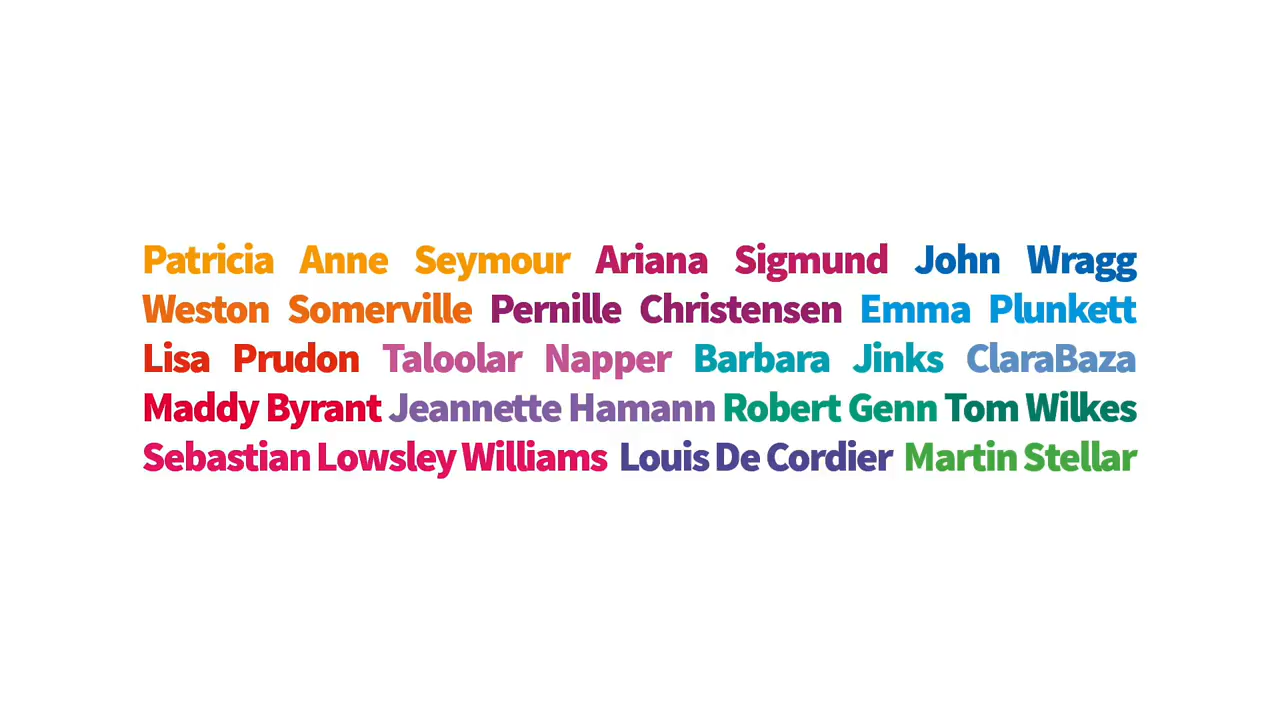 Patricia Anne Seymour Ariana Sigmund John Wragg
Weston Somerville Pernille Christensen Emma Plunkett
Lisa Prudon Taloolar Napper Barbara Jinks ClaraBaza
Maddy Byrant Jeannette Hamann Robert Genn Tom Wilkes
Sebastian Lowsley Williams Louis De Cordier Martin Stellar